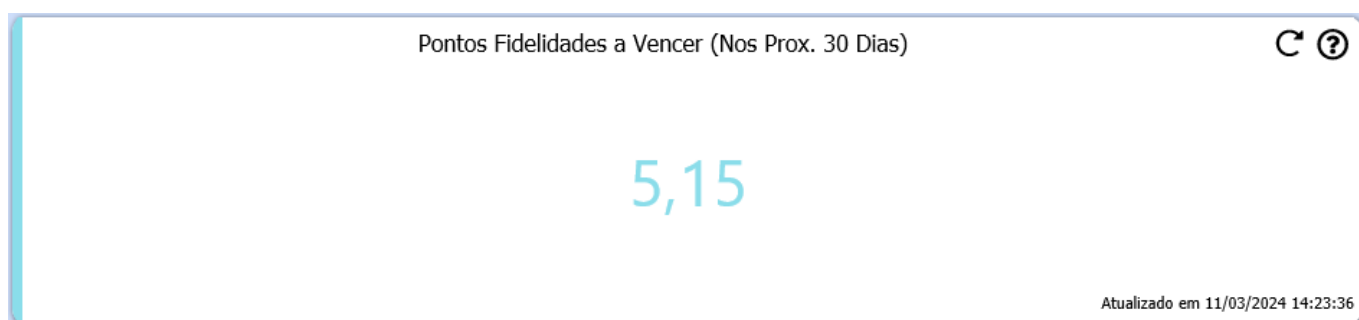 Pontos Fidelidades a Vencer (Nos Prox. 30 Dias)
5,15
Atualizado em 11/03/2024 14:23:36